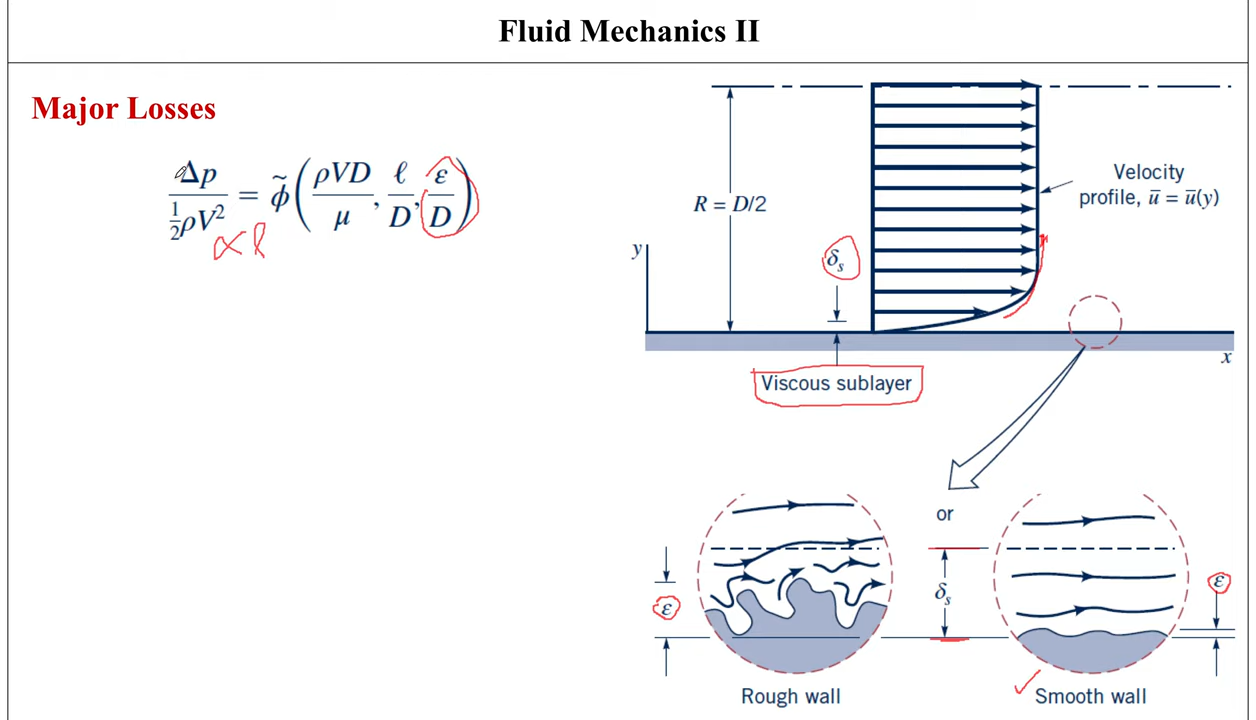 Fluid Mechanics II
Major Losses
Δp / ½ρV² = φ̃(ρVD/μ, ℓ/D, ε/D)
∝ ℓ
R = D/2
y
δs
Velocity
profile, ū = ū(y)
x
Viscous sublayer
or
ε
δs
ε
Rough wall
Smooth wall